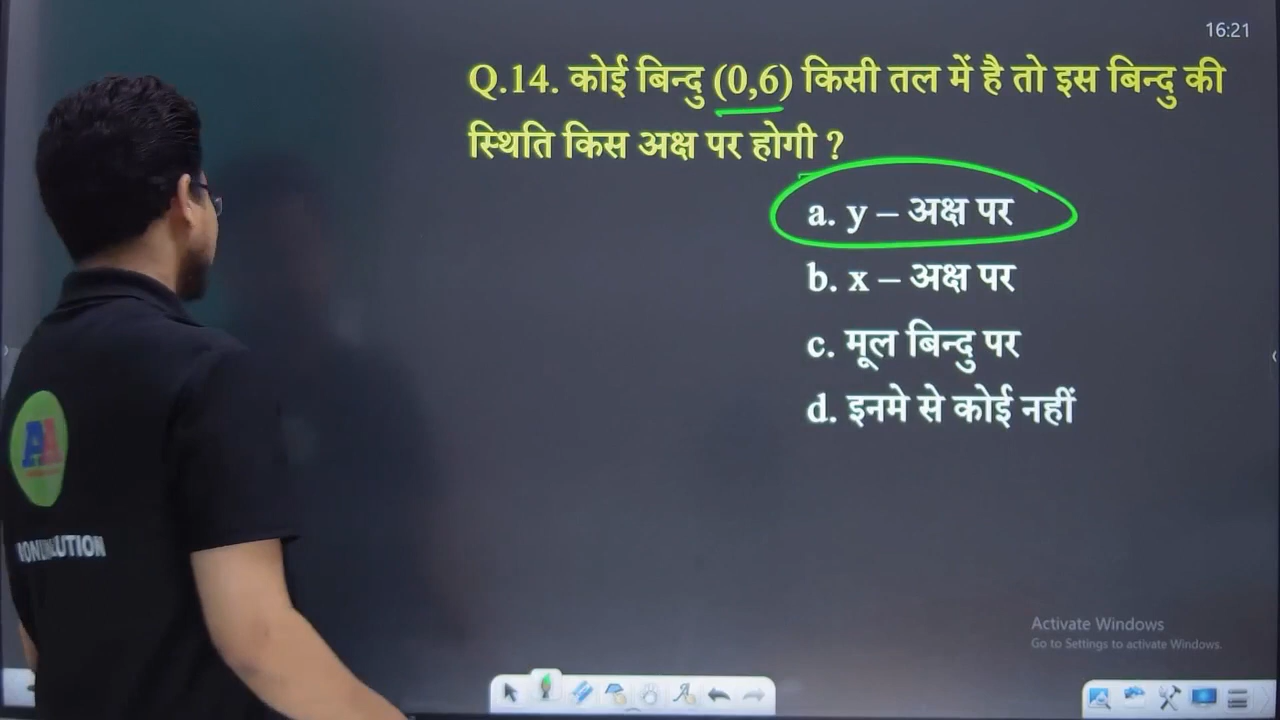 16:21
Q.14. कोई बिन्दु (0,6) किसी तल में है तो इस बिन्दु की
स्थिति किस अक्ष पर होगी ?
a. y – अक्ष पर
b. x – अक्ष पर
c. मूल बिन्दु पर
d. इनमे से कोई नहीं
AA
Activate Windows
Go to Settings to activate Windows.